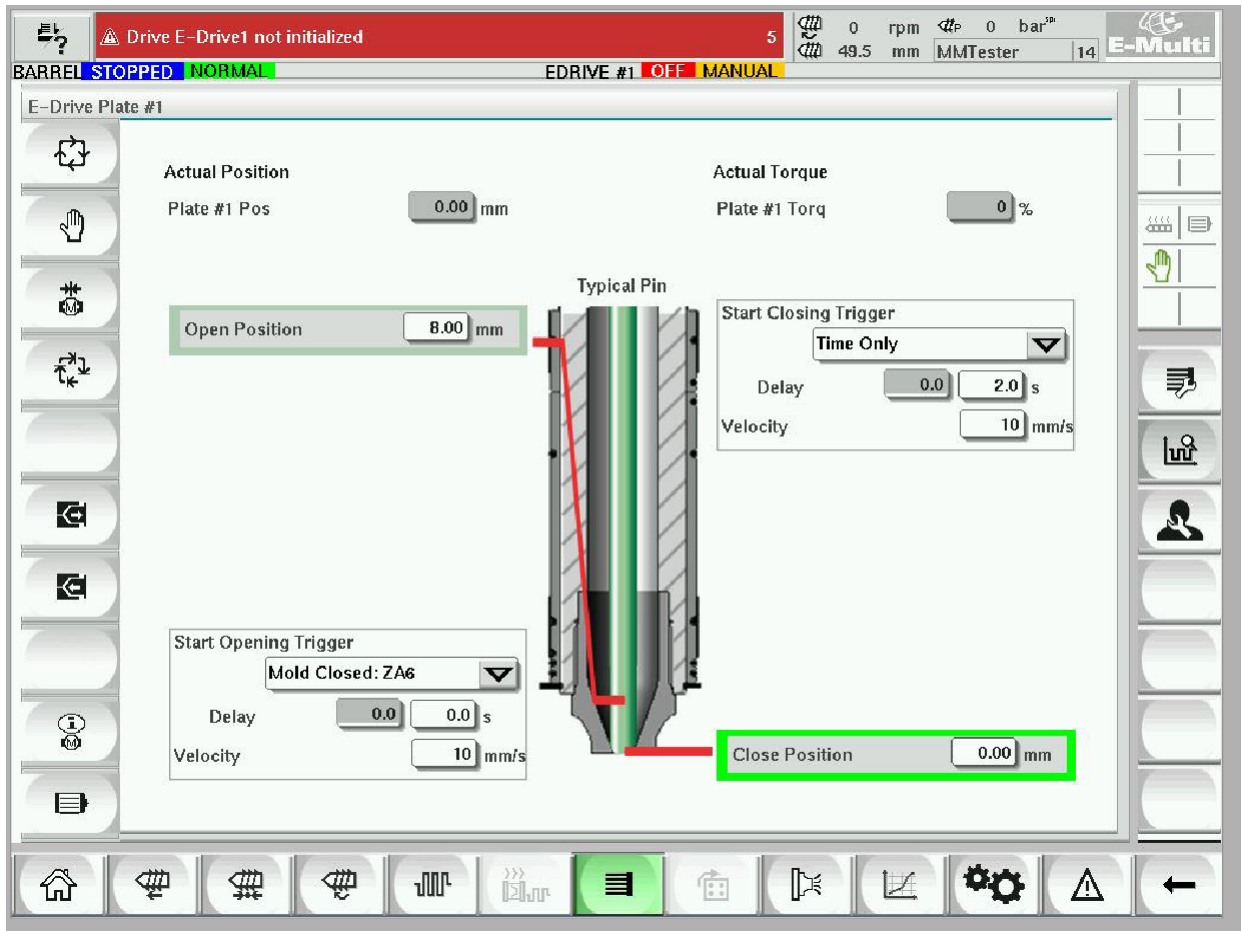 Drive E-Drive1 not initialized 5
0 rpm
0 bar
49.5 mm
MMTester 14
E-Multi
BARREL STOPPED NORMAL EDRIVE #1 OFF MANUAL
E-Drive Plate #1
Actual Position
Actual Torque
Plate #1 Pos 0.00 mm
Plate #1 Torq 0 %
Typical Pin
Open Position 8.00 mm
Start Closing Trigger
Time Only
Delay 0.0 2.0 s
Velocity 10 mm/s
Start Opening Trigger
Mold Closed: ZA6
Delay 0.0 0.0 s
Velocity 10 mm/s
Close Position 0.00 mm